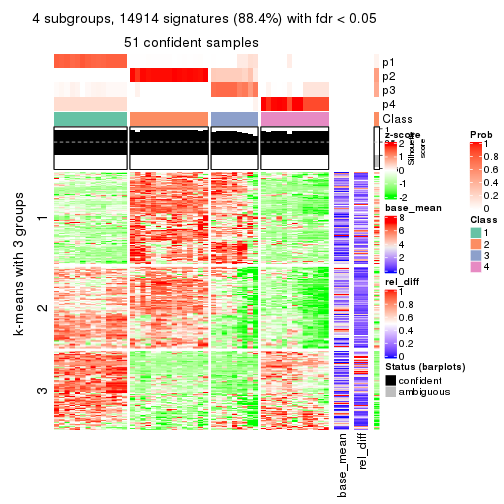 4 subgroups, 14914 signatures (88.4%) with fdr < 0.05
51 confident samples
p1
p2
p3
p4
Class
1
Silhouette
score
k-means with 3 groups
1
2
3
base_mean
rel_diff
z-score
2
1
0
-1
-2
base_mean
8
6
4
2
0
rel_diff
1
0.8
0.6
0.4
0.2
0
Status (barplots)
confident
ambiguous
Prob
1
0.8
0.6
0.4
0.2
0
Class
1
2
3
4